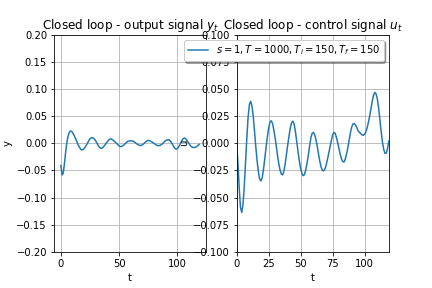 Closed loop - output signal y_t
Closed loop - control signal u_t
s = 1, T = 1000, T_i = 150, T_r = 150
0.20
0.15
0.10
0.05
0.00
−0.05
−0.10
−0.15
−0.20
y
0 50 100
t
0.100
0.075
0.050
0.025
0.000
−0.025
−0.050
−0.075
−0.100
u
0 25 50 75 100
t